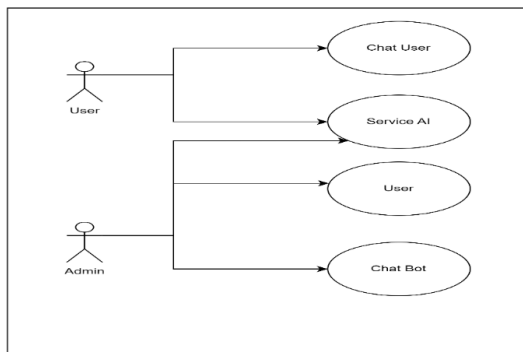 Chat User
User
Service AI
User
Admin
Chat Bot